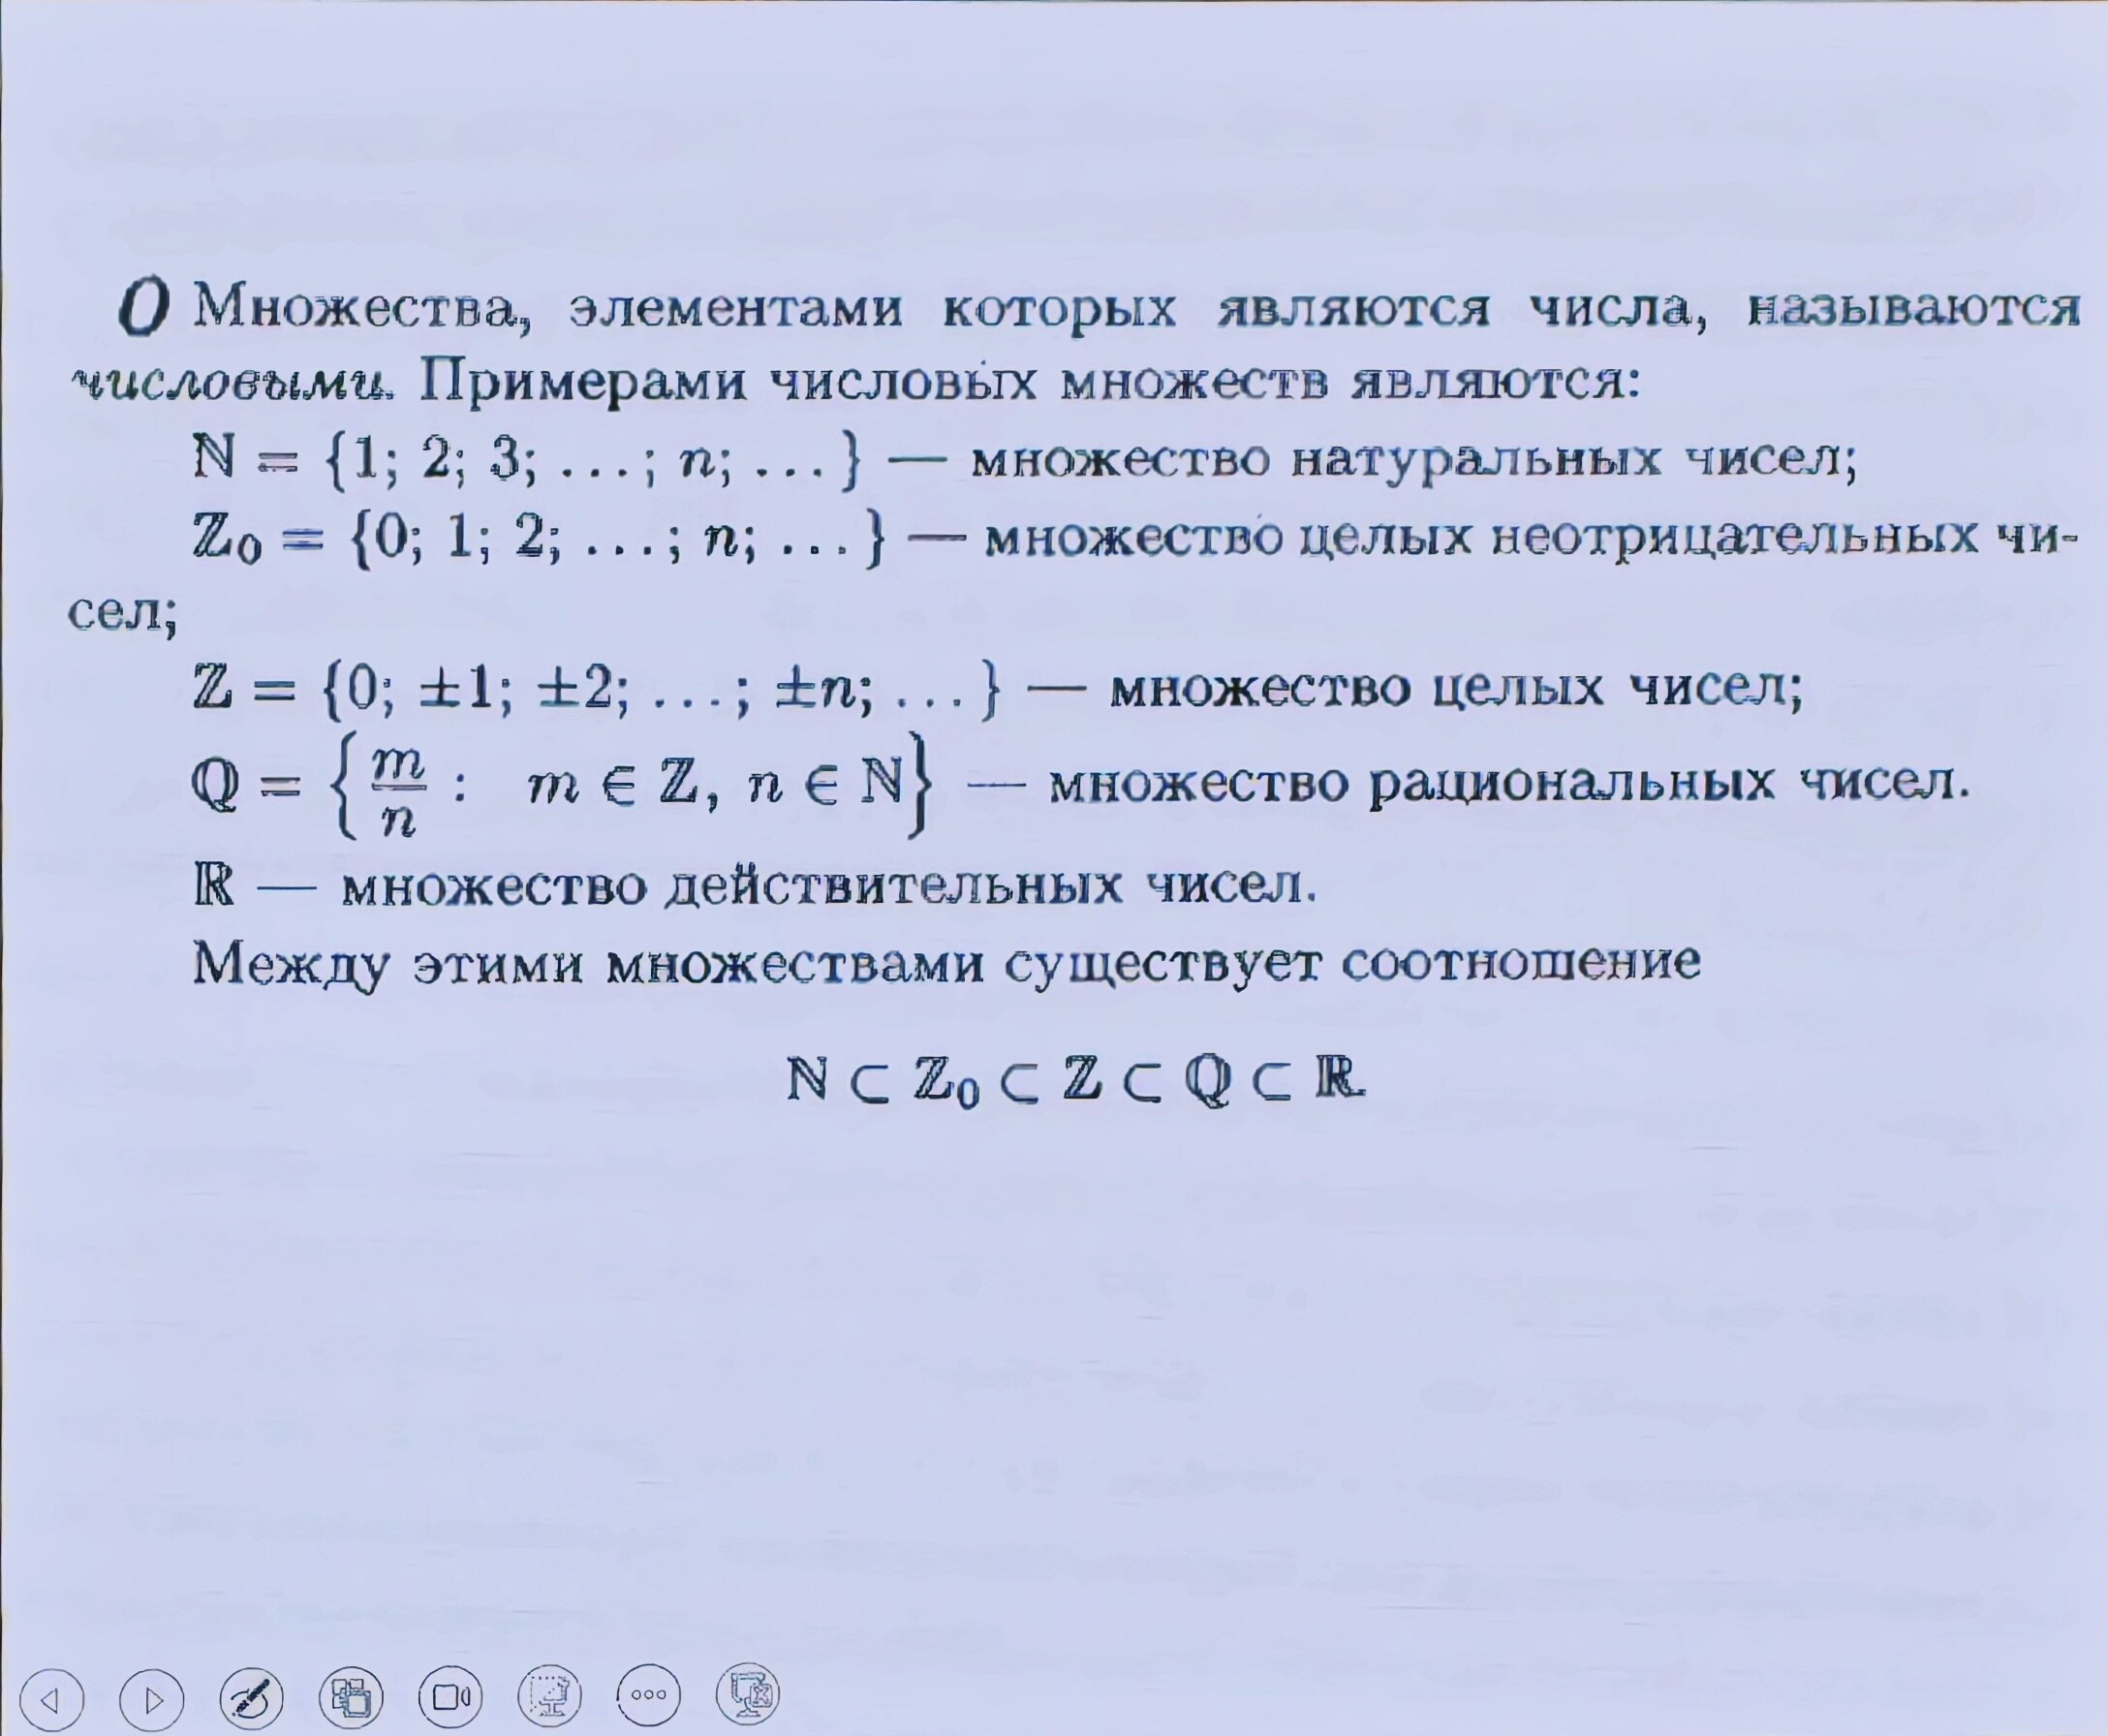 О Множества, элементами которых являются числа, называются
числовыми. Примерами числовых множеств являются:
ℕ = {1; 2; 3; ...; n; ...} — множество натуральных чисел;
ℤ₀ = {0; 1; 2; ...; n; ...} — множество целых неотрицательных чи-
сел;
ℤ = {0; ±1; ±2; ...; ±n; ...} — множество целых чисел;
ℚ = {m/n : m ∈ ℤ, n ∈ ℕ} — множество рациональных чисел.
ℝ — множество действительных чисел.
Между этими множествами существует соотношение
ℕ ⊂ ℤ₀ ⊂ ℤ ⊂ ℚ ⊂ ℝ.